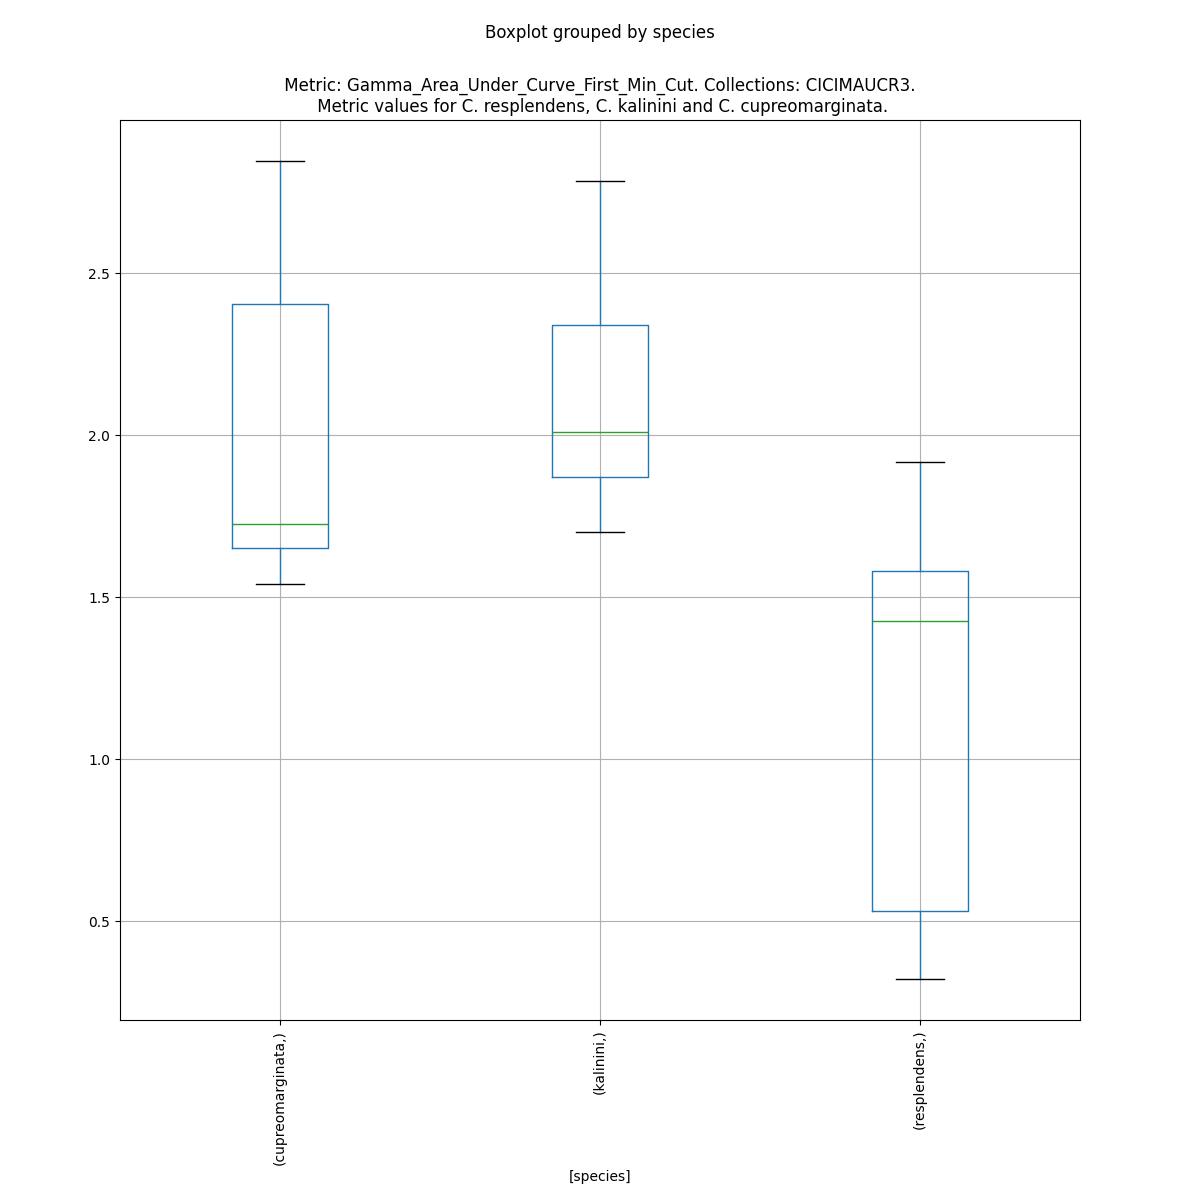 Boxplot grouped by species
Metric: Gamma_Area_Under_Curve_First_Min_Cut. Collections: CICIMAUCR3.
Metric values for C. resplendens, C. kalinini and C. cupreomarginata.
2.5
2.0
1.5
1.0
0.5
(cupreomarginata,)
(kalinini,)
(resplendens,)
[species]